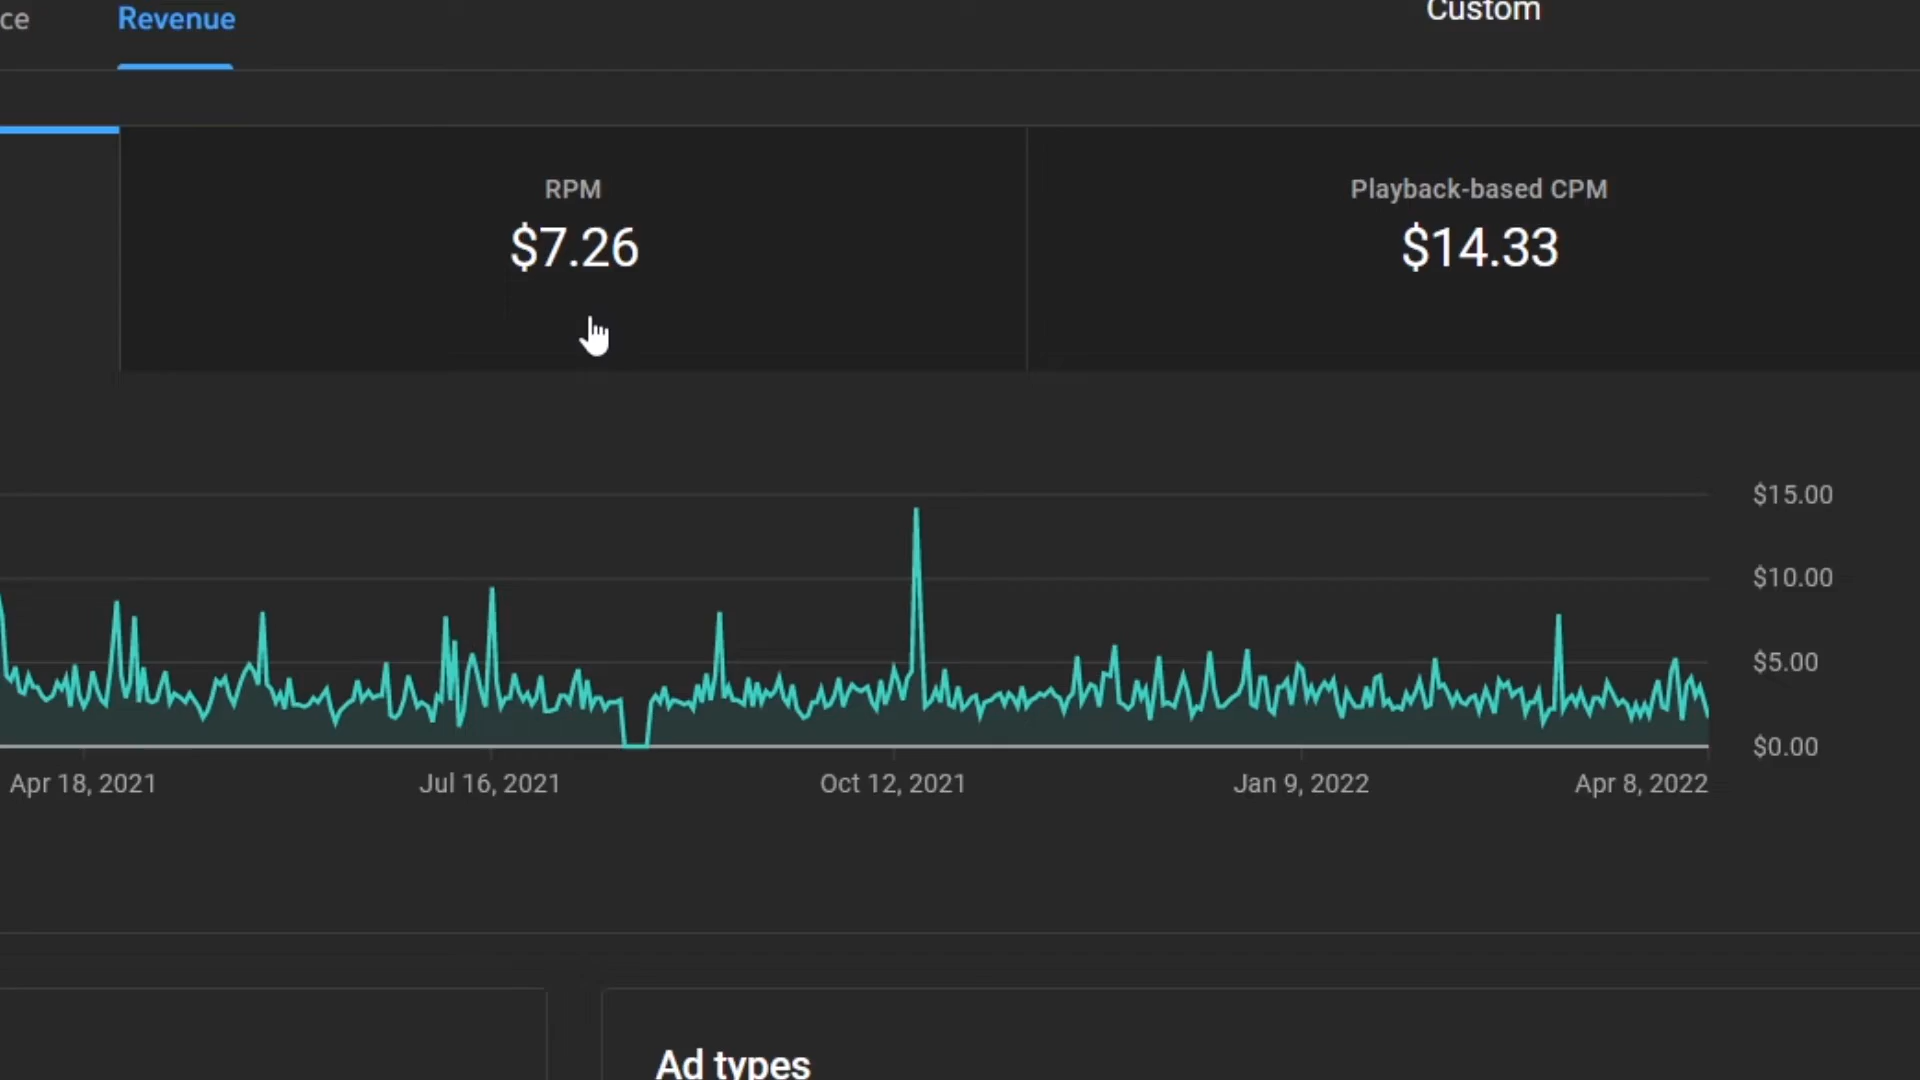 ce Revenue Custom
RPM
$7.26
Playback-based CPM
$14.33
$15.00
$10.00
$5.00
$0.00
Apr 18, 2021 Jul 16, 2021 Oct 12, 2021 Jan 9, 2022 Apr 8, 2022
Ad types